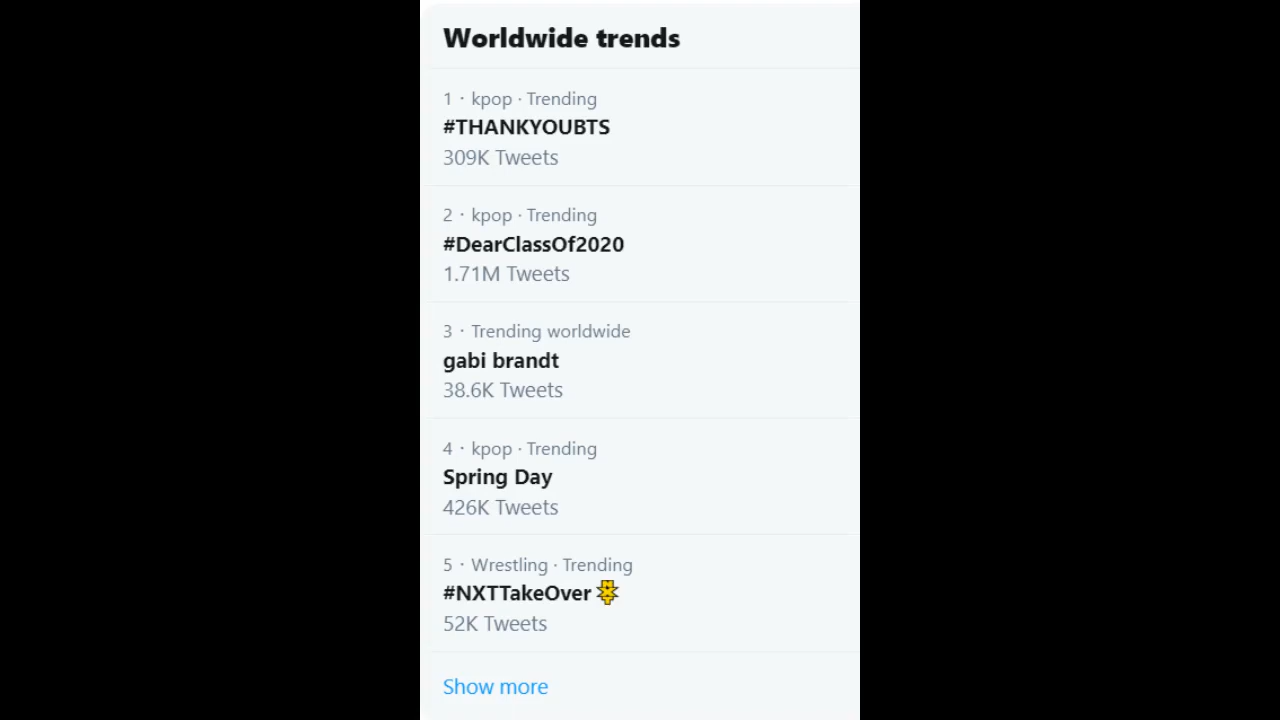 Worldwide trends
1 · kpop · Trending
#THANKYOUBTS
309K Tweets
2 · kpop · Trending
#DearClassOf2020
1.71M Tweets
3 · Trending worldwide
gabi brandt
38.6K Tweets
4 · kpop · Trending
Spring Day
426K Tweets
5 · Wrestling · Trending
#NXTTakeOver
52K Tweets
Show more